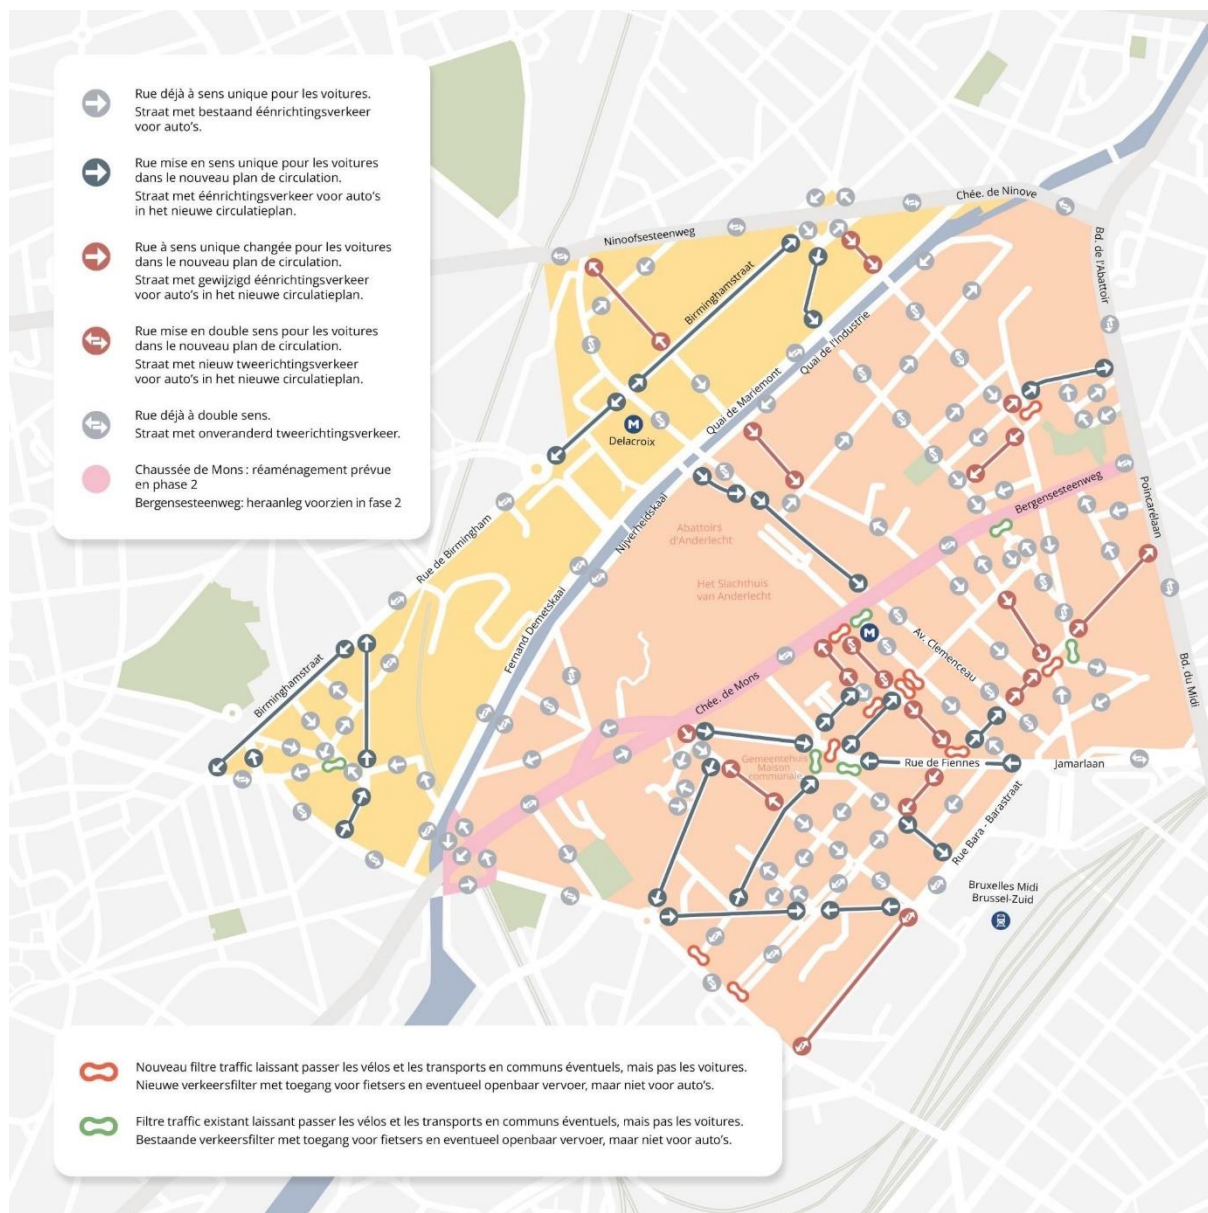 Rue déjà à sens unique pour les voitures.
Straat met bestaand éénrichtingsverkeer
voor auto's.
Rue mise en sens unique pour les voitures
dans le nouveau plan de circulation.
Straat met éénrichtingsverkeer voor auto's
in het nieuwe circulatieplan.
Rue à sens unique changée pour les voitures
dans le nouveau plan de circulation.
Straat met gewijzigd éénrichtingsverkeer
voor auto's in het nieuwe circulatieplan.
Rue mise en double sens pour les voitures
dans le nouveau plan de circulation.
Straat met nieuw tweerichtingsverkeer
voor auto's in het nieuwe circulatieplan.
Rue déjà à double sens.
Straat met onveranderd tweerichtingsverkeer.
Chaussée de Mons : réaménagement prévue
en phase 2
Bergensesteenweg: heraanleg voorzien in fase 2
Chée. de Ninove
Ninoofsesteenweg
Bd. de l'Abattoir
Birminghamstraat
Quai de l'Industrie
Quai de Mariemont
M
Delacroix
Bergensesteenweg
Poincarélaan
Nijverheidskaai
Abattoirs
d'Anderlecht
Rue de Birmingham
Het Slachthuis
van Anderlecht
Fernand Demetskaai
M
Av. Clemenceau
Birminghamstraat
Chée. de Mons
Bd. du Midi
Gemeentehuis
Maison
communale
Rue de Fiennes
Jamarlaan
Rue Bara - Barastraat
Bruxelles Midi
Brussel-Zuid
Nouveau filtre traffic laissant passer les vélos et les transports en communs éventuels, mais pas les voitures.
Nieuwe verkeersfilter met toegang voor fietsers en eventueel openbaar vervoer, maar niet voor auto's.
Filtre traffic existant laissant passer les vélos et les transports en communs éventuels, mais pas les voitures.
Bestaande verkeersfilter met toegang voor fietsers en eventueel openbaar vervoer, maar niet voor auto's.